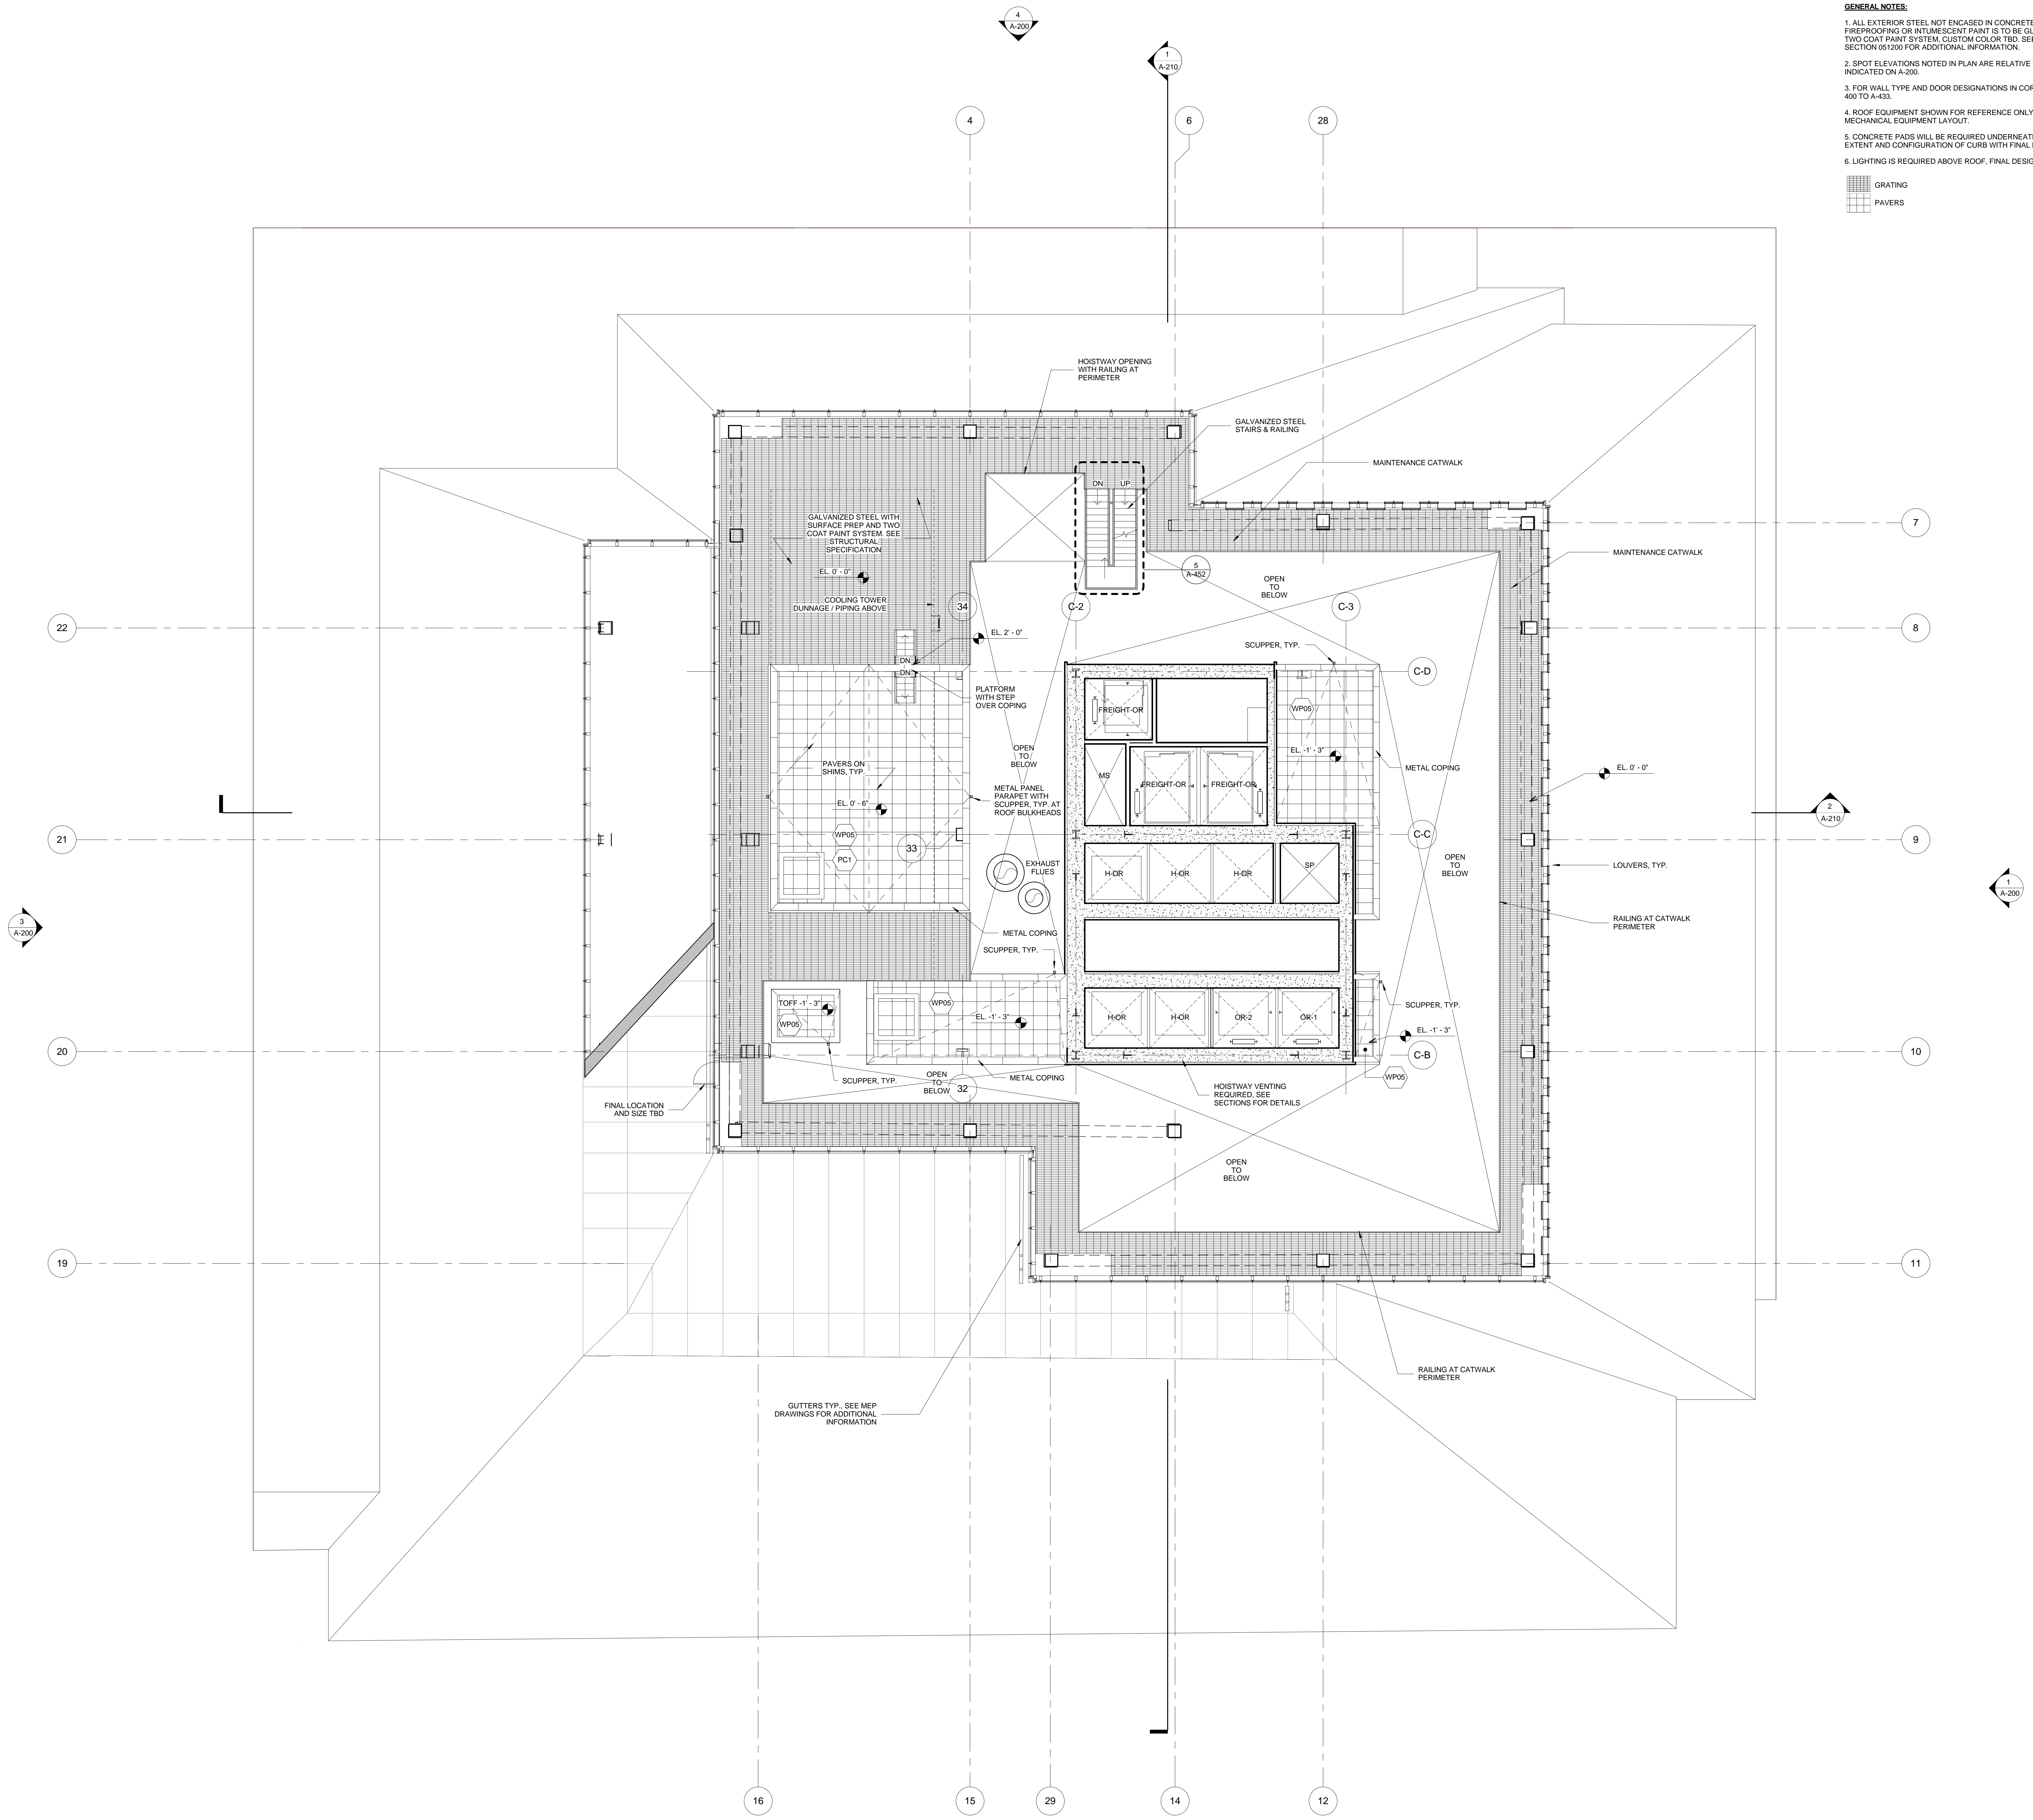 GENERAL NOTES:
1. ALL EXTERIOR STEEL NOT ENCASED IN CONCRETE
FIREPROOFING OR INTUMESCENT PAINT IS TO BE
TWO COAT PAINT SYSTEM, CUSTOM COLOR TBD.
SECTION 051200 FOR ADDITIONAL INFORMATION.
2. SPOT ELEVATIONS NOTED IN PLAN ARE RELATIVE
INDICATED ON A-200.
3. FOR WALL TYPE AND DOOR DESIGNATIONS IN
400 TO A-433.
4. ROOF EQUIPMENT SHOWN FOR REFERENCE ONLY
MECHANICAL EQUIPMENT LAYOUT.
5. CONCRETE PADS WILL BE REQUIRED
EXTENT AND CONFIGURATION OF CURB WITH FINAL
6. LIGHTING IS REQUIRED ABOVE ROOF, FINAL
GRATING
PAVERS
4
A-200
1
A-210
4
6
28
HOISTWAY OPENING
WITH RAILING AT
PERIMETER
GALVANIZED STEEL
STAIRS & RAILING
MAINTENANCE CATWALK
DN
UP
GALVANIZED STEEL WITH
SURFACE PREP AND TWO
COAT PAINT SYSTEM. SEE
STRUCTURAL
SPECIFICATION
EL. 0' - 0"
COOLING TOWER
DUNNAGE / PIPING ABOVE
7
MAINTENANCE CATWALK
5
A-452
OPEN
TO
BELOW
34
C-2
C-3
22
8
EL. 2' - 0"
DN
DN
SCUPPER, TYP.
C-D
PLATFORM
WITH STEP
OVER COPING
FREIGHT-OR
WP05
OPEN
TO
BELOW
EL. -1' - 3"
PAVERS ON
SHIMS, TYP.
MS
FREIGHT-OR
FREIGHT-OR
METAL COPING
EL. 0' - 0"
METAL PANEL
PARAPET WITH
SCUPPER, TYP. AT
ROOF BULKHEADS
EL. 0' - 6"
2
A-210
WP05
C-C
21
9
33
PC1
EXHAUST
FLUES
H-OR
H-OR
H-OR
SP
OPEN
TO
BELOW
LOUVERS, TYP.
1
A-200
3
A-200
RAILING AT CATWALK
PERIMETER
METAL COPING
SCUPPER, TYP.
TOFF -1' - 3"
WP05
WP05
EL. -1' - 3"
H-OR
H-OR
OR-2
OR-1
SCUPPER, TYP.
EL. -1' - 3"
20
C-B
10
SCUPPER, TYP.
OPEN
TO
BELOW
32
METAL COPING
WP05
HOISTWAY VENTING
REQUIRED, SEE
SECTIONS FOR DETAILS
FINAL LOCATION
AND SIZE TBD
OPEN
TO
BELOW
19
11
RAILING AT CATWALK
PERIMETER
GUTTERS TYP., SEE MEP
DRAWINGS FOR ADDITIONAL
INFORMATION
16
15
29
14
12